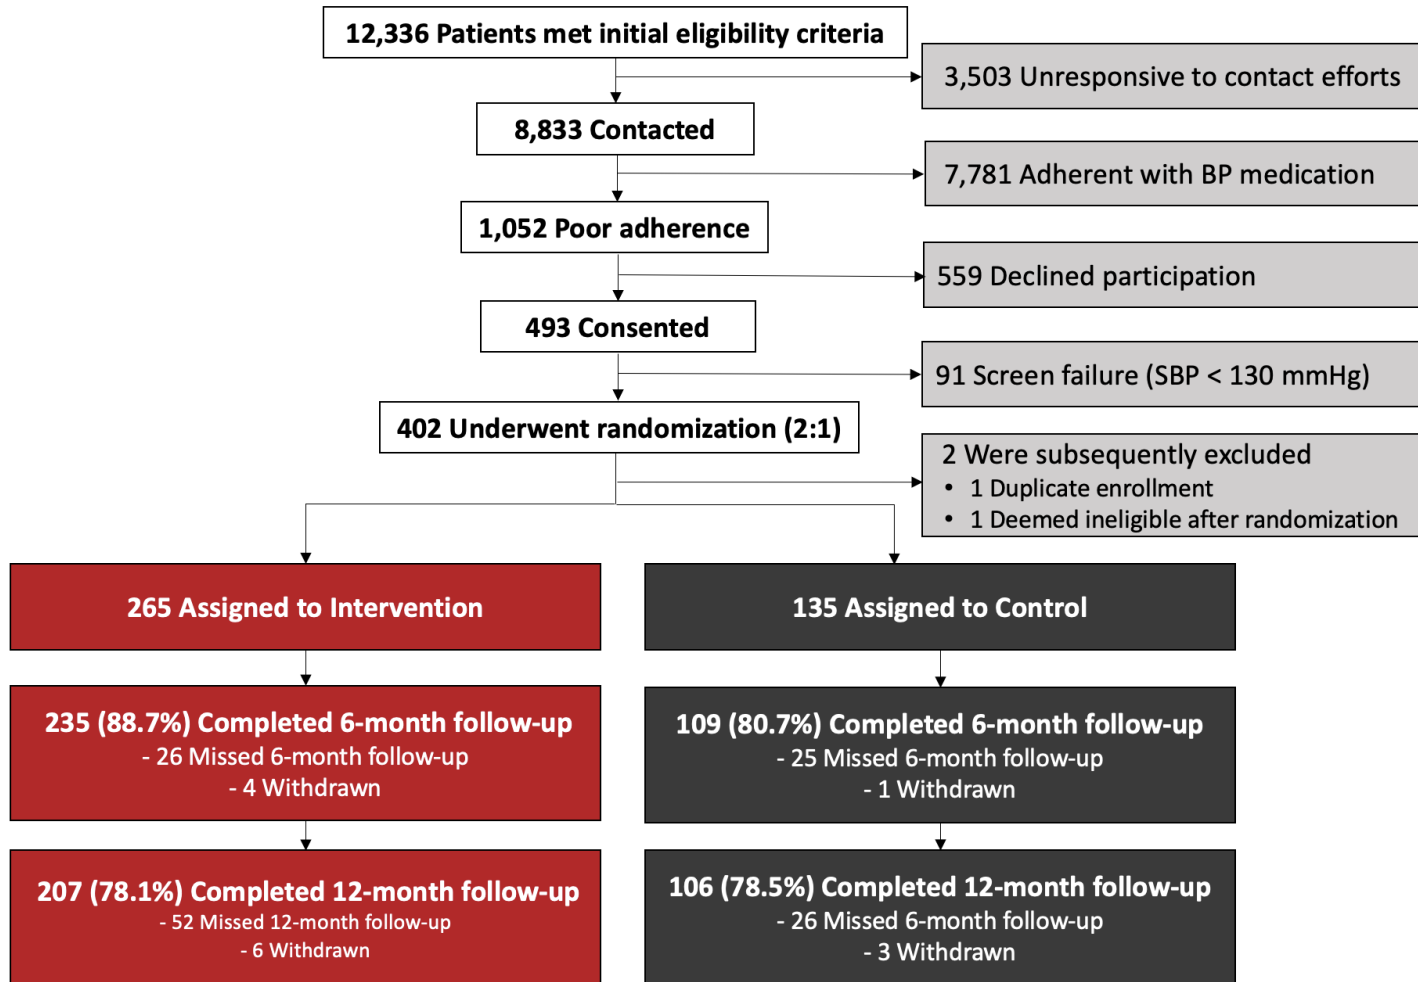 12,336 Patients met initial eligibility criteria
3,503 Unresponsive to contact efforts
8,833 Contacted
7,781 Adherent with BP medication
1,052 Poor adherence
559 Declined participation
493 Consented
91 Screen failure (SBP < 130 mmHg)
402 Underwent randomization (2:1)
2 Were subsequently excluded
• 1 Duplicate enrollment
• 1 Deemed ineligible after randomization
265 Assigned to Intervention
135 Assigned to Control
235 (88.7%) Completed 6-month follow-up
- 26 Missed 6-month follow-up
- 4 Withdrawn
109 (80.7%) Completed 6-month follow-up
- 25 Missed 6-month follow-up
- 1 Withdrawn
207 (78.1%) Completed 12-month follow-up
- 52 Missed 12-month follow-up
- 6 Withdrawn
106 (78.5%) Completed 12-month follow-up
- 26 Missed 6-month follow-up
- 3 Withdrawn